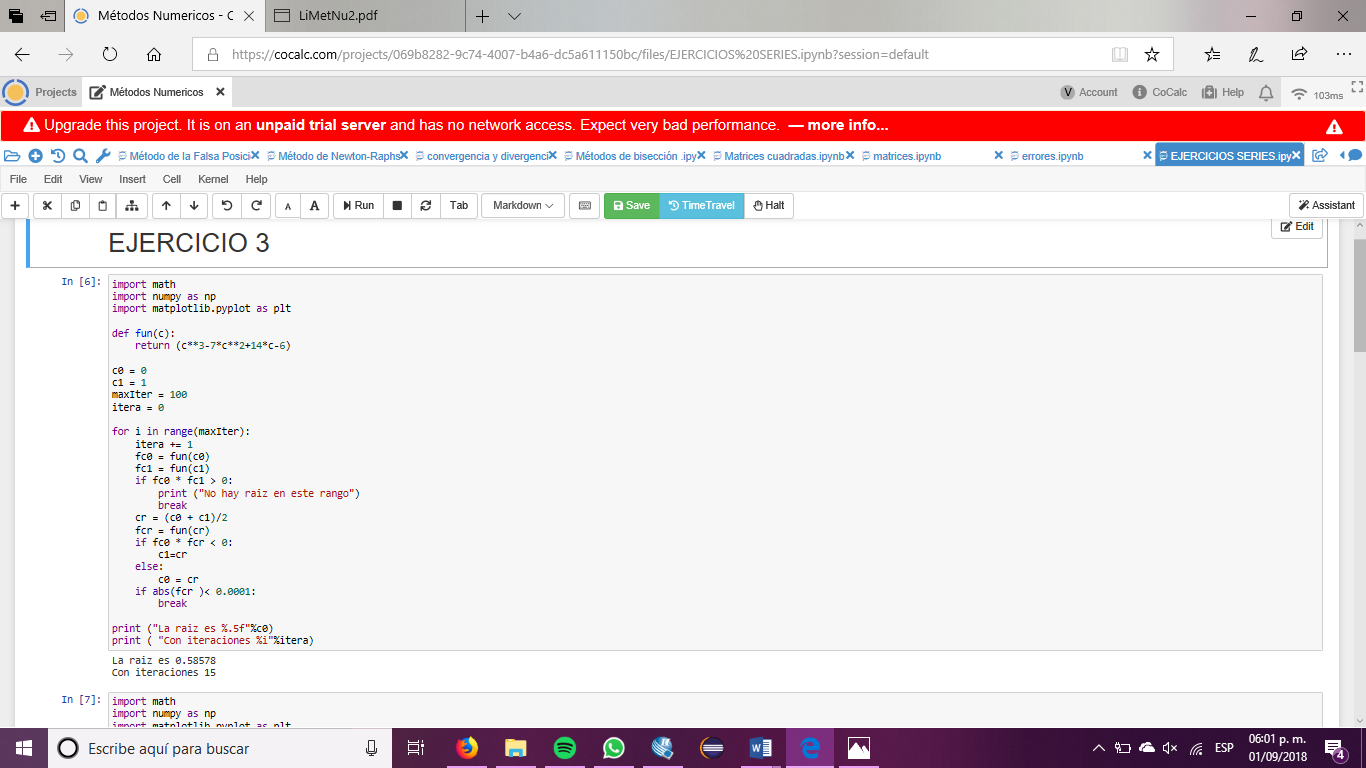 Métodos Numericos - C
LiMetNu2.pdf
https://cocalc.com/projects/069b8282-9c74-4007-b4a6-dc5a611150bc/files/EJERCICIOS%20SERIES.ipynb?session=default
Projects
Métodos Numericos
Account
CoCalc
Help
103ms
Upgrade this project. It is on an unpaid trial server and has no network access. Expect very bad performance. — more info...
Método de la Falsa Posici
Método de Newton-Raphs
convergencia y divergenci
Métodos de bisección .ipy
Matrices cuadradas.ipynb
matrices.ipynb
errores.ipynb
EJERCICIOS SERIES.ipy
File Edit View Insert Cell Kernel Help
A A Run Tab Markdown Save TimeTravel Halt Assistant
Edit
EJERCICIO 3
In [6]:
import math
import numpy as np
import matplotlib.pyplot as plt
def fun(c):
return (c**3-7*c**2+14*c-6)
c0 = 0
c1 = 1
maxIter = 100
itera = 0
for i in range(maxIter):
itera += 1
fc0 = fun(c0)
fc1 = fun(c1)
if fc0 * fc1 > 0:
print ("No hay raiz en este rango")
break
cr = (c0 + c1)/2
fcr = fun(cr)
if fc0 * fcr < 0:
c1=cr
else:
c0 = cr
if abs(fcr )< 0.0001:
break
print ("La raiz es %.5f"%c0)
print ( "Con iteraciones %i"%itera)
La raiz es 0.58578
Con iteraciones 15
In [7]:
import math
import numpy as np
import matplotlib.pyplot as plt
Escribe aquí para buscar
ESP
06:01 p. m.
01/09/2018
4